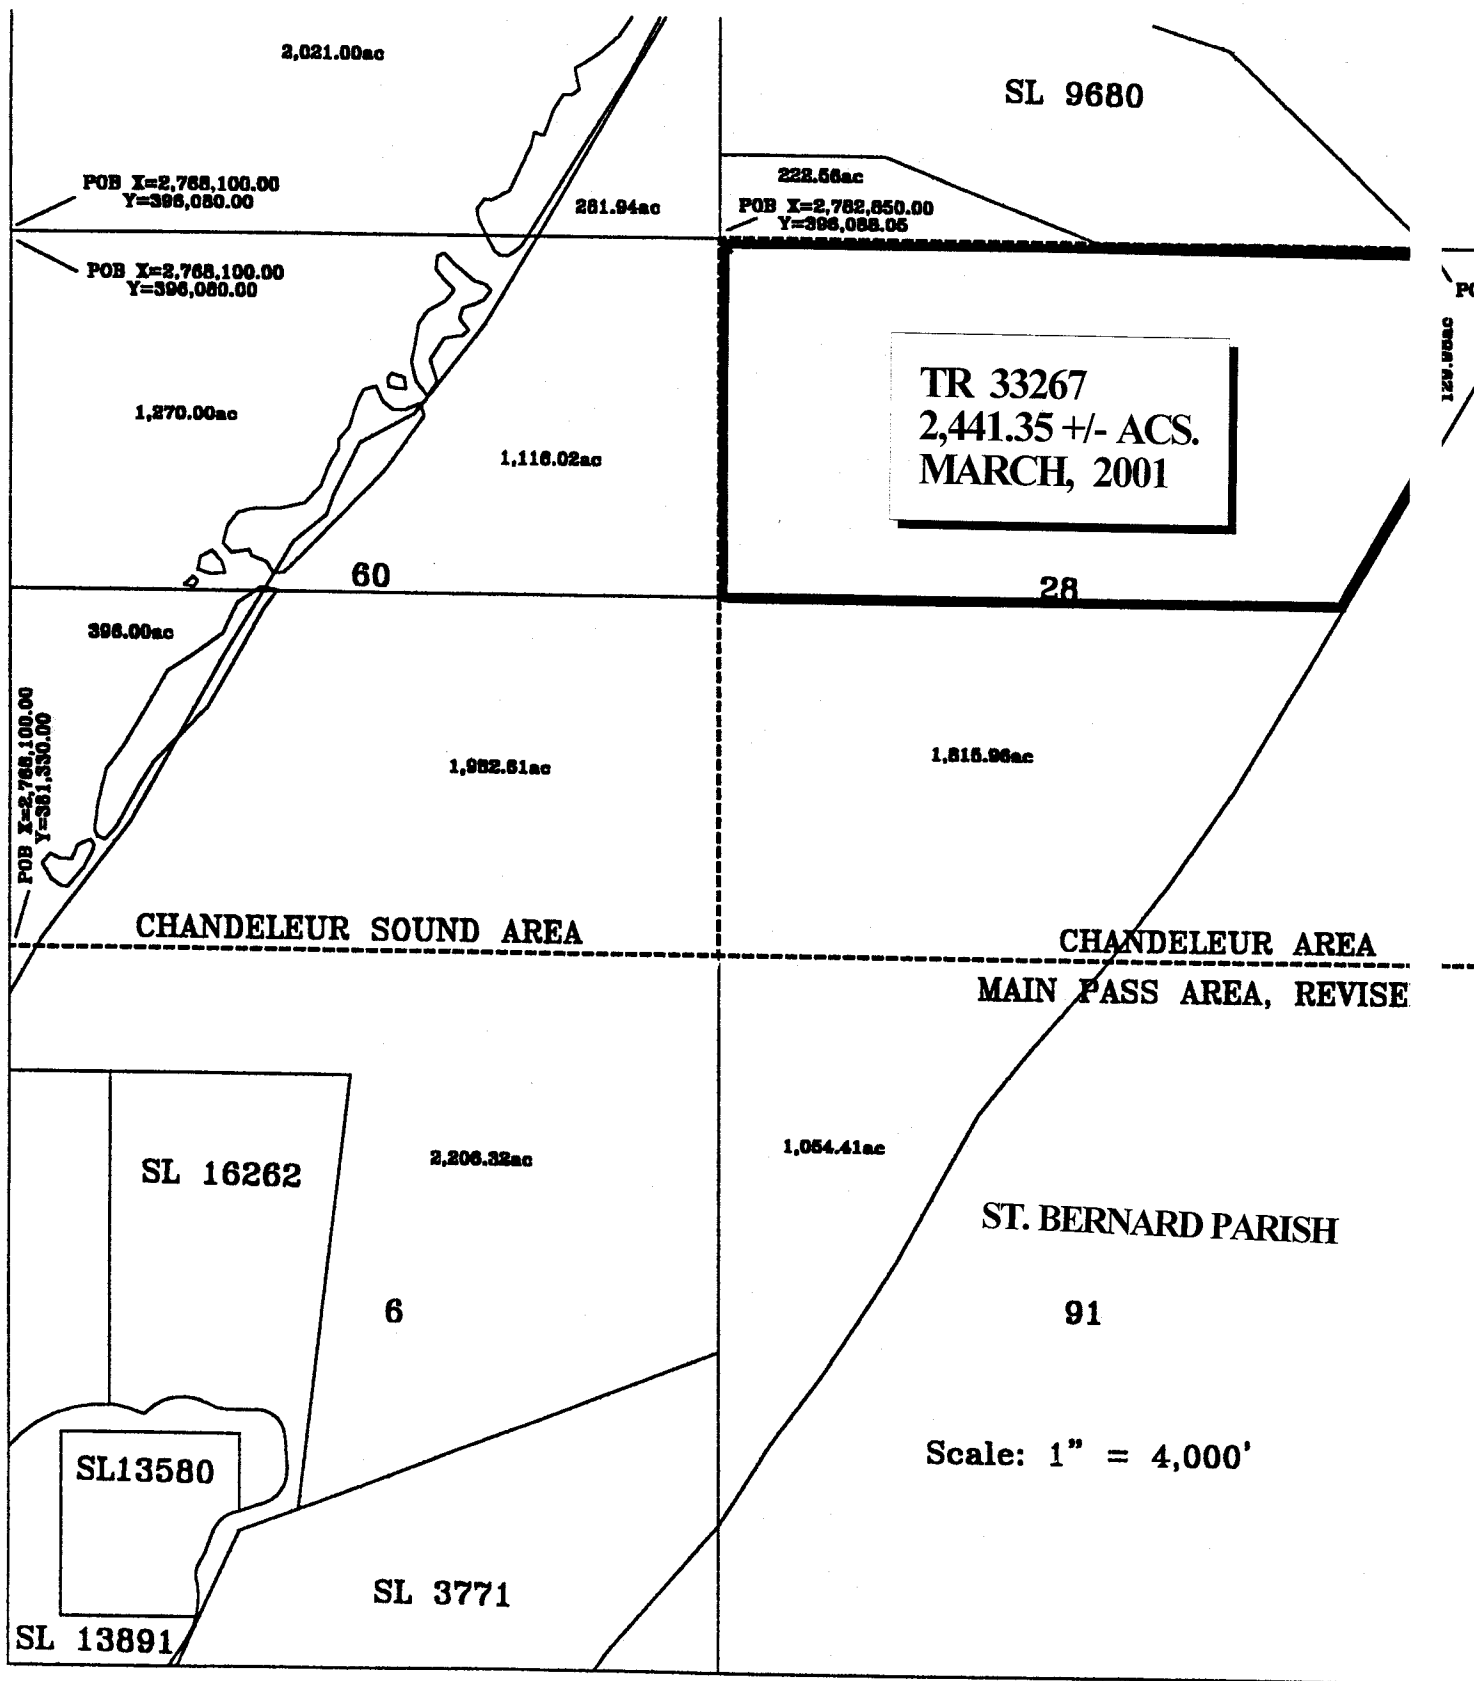 2,021.00ac
SL 9680
POB X=2,768,100.00
Y=396,080.00
222.56ac
281.94ac
POB X=2,782,850.00
Y=396,088.05
POB X=2,768,100.00
Y=396,080.00
PO
129.95ac
TR 33267
2,441.35 +/- ACS.
MARCH, 2001
1,270.00ac
1,116.02ac
60
28
396.00ac
POB X=2,768,100.00
Y=381,330.00
1,982.61ac
1,815.96ac
CHANDELEUR SOUND AREA
CHANDELEUR AREA
MAIN PASS AREA, REVISE
SL 16262
2,206.32ac
1,054.41ac
ST. BERNARD PARISH
6
91
Scale: 1” = 4,000’
SL13580
SL 3771
SL 13891